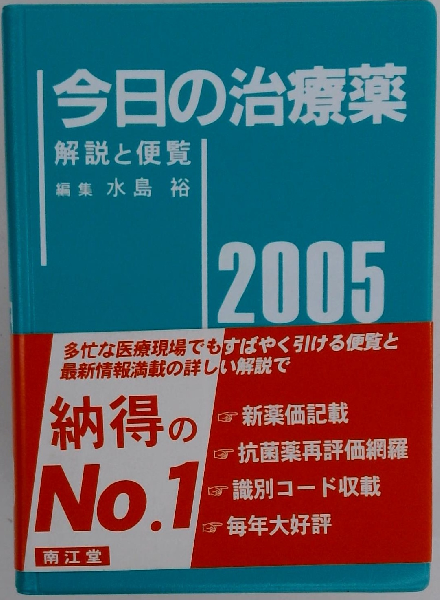 今日の治療薬
解説と便覧
編集 水島 裕
2005
多忙な医療現場でもすばやく引ける便覧と
最新情報満載の詳しい解説で
納得の
No.1
☞新薬価記載
☞抗菌薬再評価網羅
☞識別コード収載
☞毎年大好評
南江堂